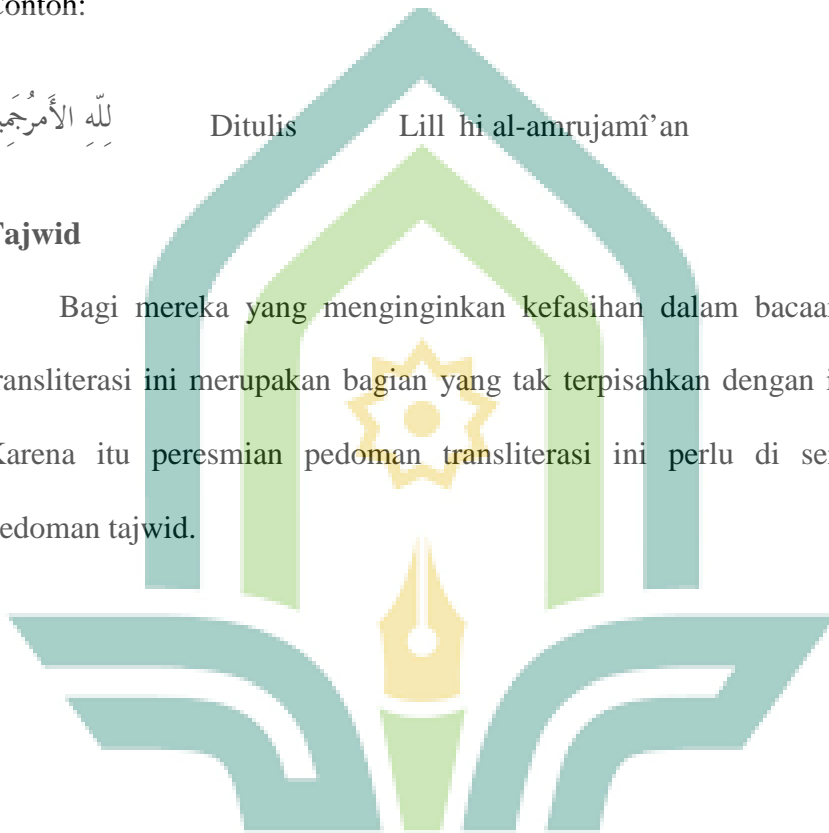 Contoh:
لِلّهِ الأَمرُجَمِي Ditulis Lill hi al-amrujamî’an
Tajwid
Bagi mereka yang menginginkan kefasihan dalam bacaan
transliterasi ini merupakan bagian yang tak terpisahkan dengan
Karena itu peresmian pedoman transliterasi ini perlu di
pedoman tajwid.